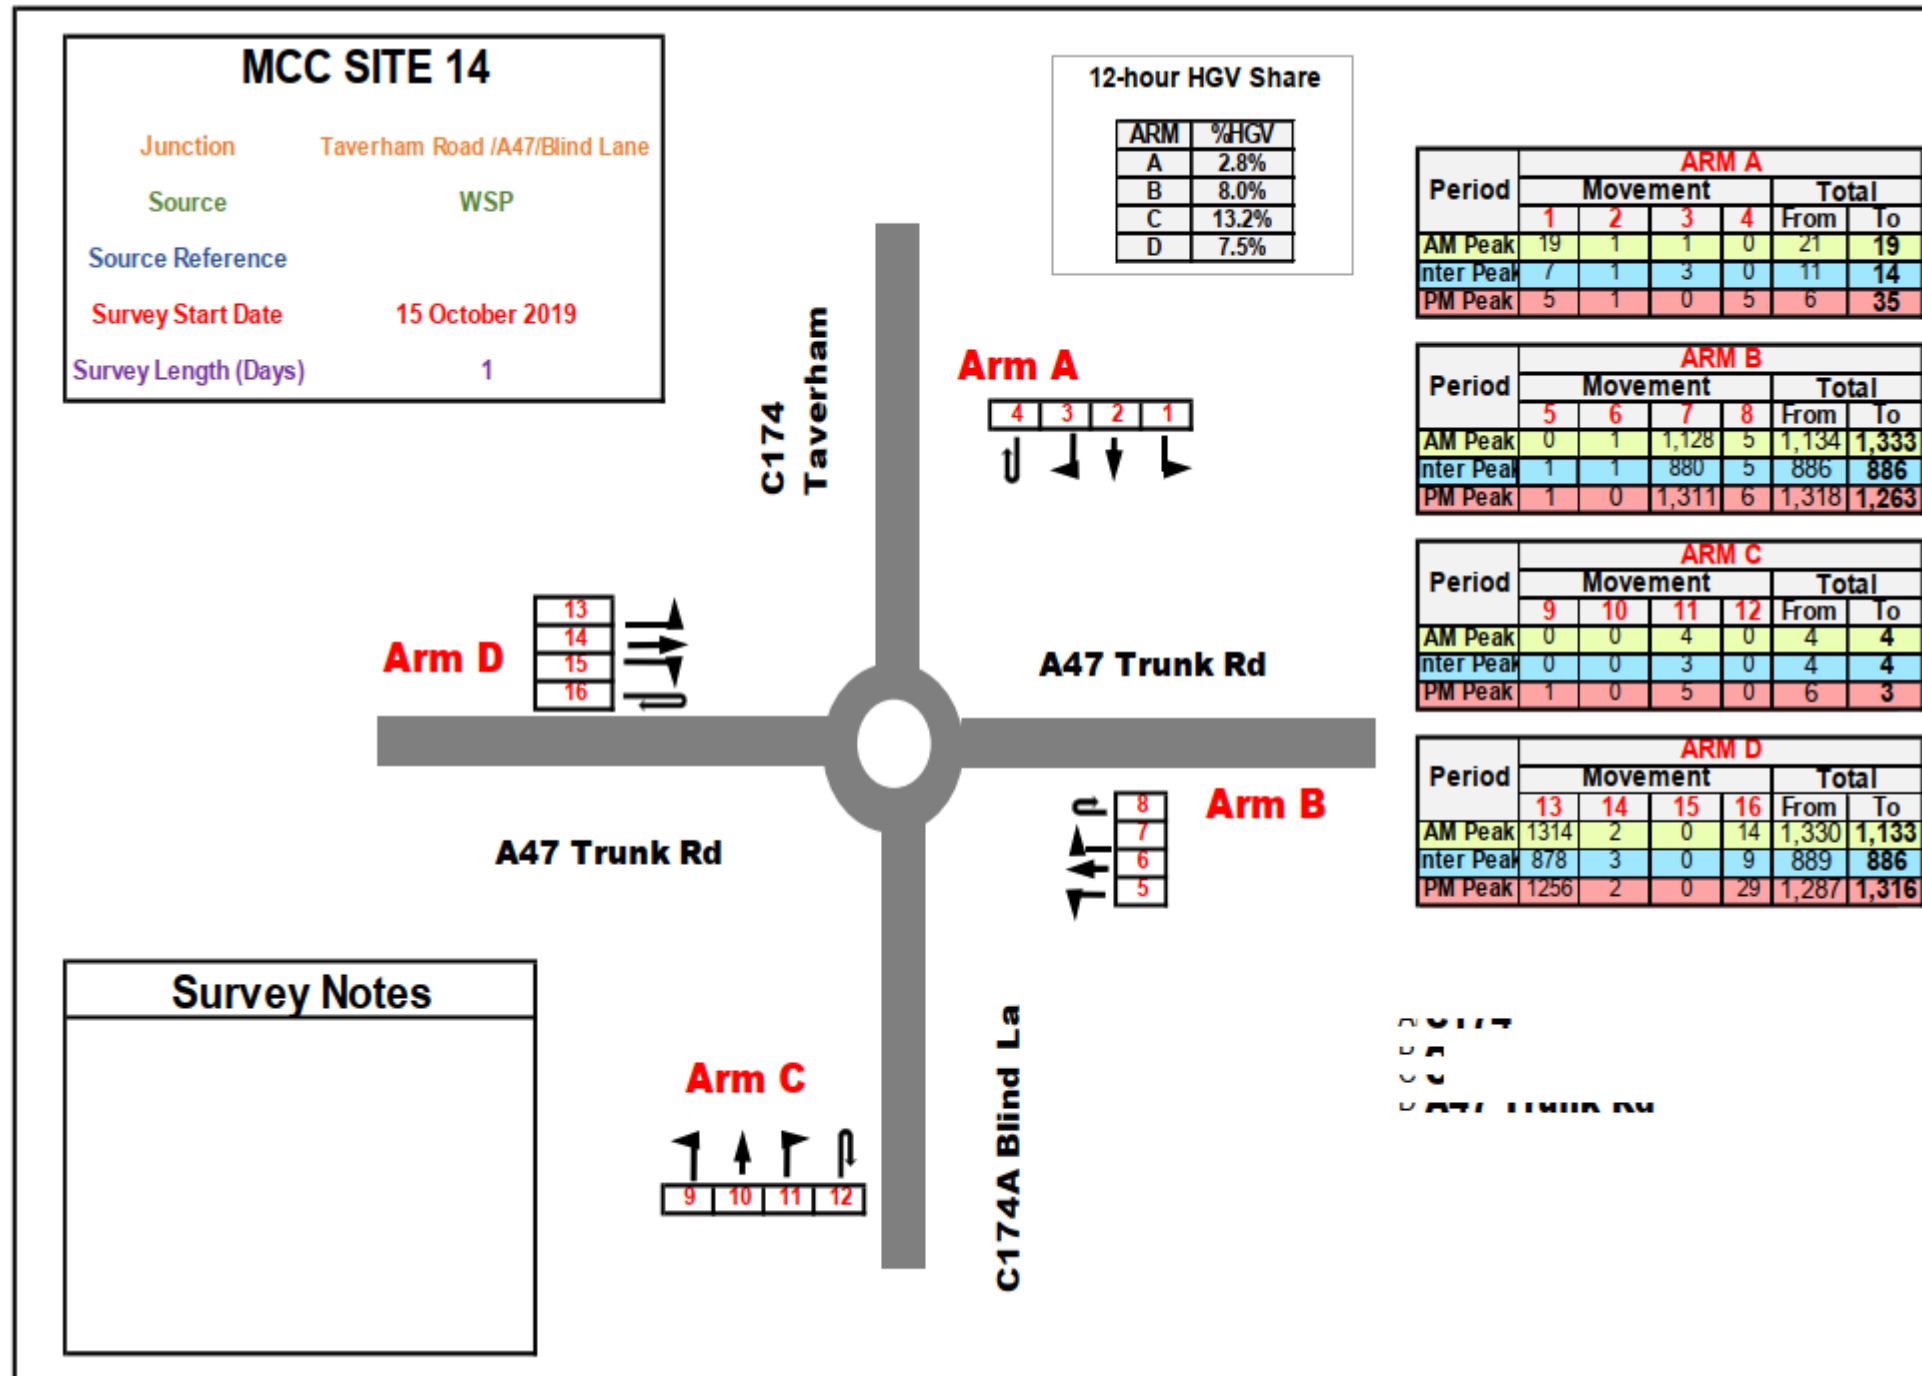 MCC SITE 14
Junction Taverham Road /A47/Blind Lane
Source WSP
Source Reference
Survey Start Date 15 October 2019
Survey Length (Days) 1
12-hour HGV Share
ARM %HGV
A 2.8%
B 8.0%
C 13.2%
D 7.5%
C174
Taverham
Arm A
4 3 2 1
Arm D
13
14
15
16
A47 Trunk Rd
Arm B
8
7
6
5
A47 Trunk Rd
Arm C
9 10 11 12
C174A Blind La
Survey Notes
ARM A
Period Movement Total
1 2 3 4 From To
AM Peak 19 1 1 0 21 19
nter Peak 7 1 3 0 11 14
PM Peak 5 1 0 5 6 35
ARM B
Period Movement Total
5 6 7 8 From To
AM Peak 0 1 1,128 5 1,134 1,333
nter Peak 1 1 880 5 886 886
PM Peak 1 0 1,311 6 1,318 1,263
ARM C
Period Movement Total
9 10 11 12 From To
AM Peak 0 0 4 0 4 4
nter Peak 0 0 3 0 4 4
PM Peak 1 0 5 0 6 3
ARM D
Period Movement Total
13 14 15 16 From To
AM Peak 1314 2 0 14 1,330 1,133
nter Peak 878 3 0 9 889 886
PM Peak 1256 2 0 29 1,287 1,316
C174
A47 Trunk Rd